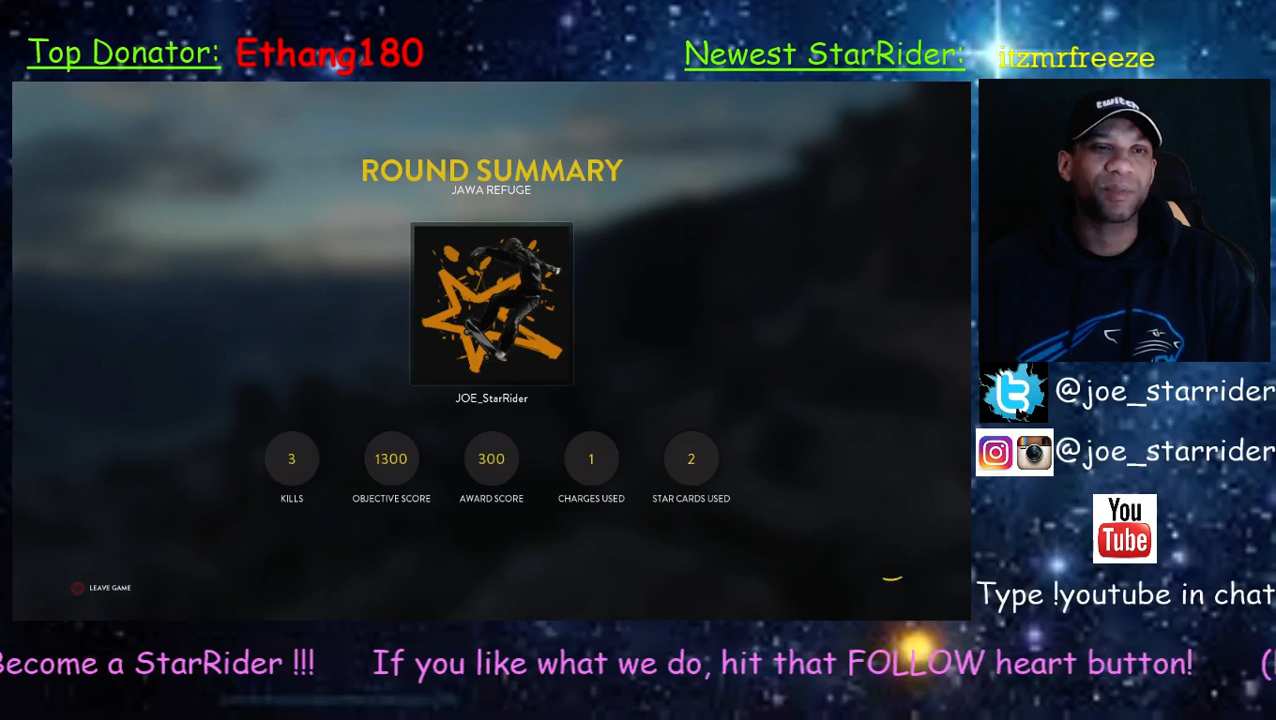 Top Donator: Ethang180
Newest StarRider: itzmrfreeze
twitch
ROUND SUMMARY
JAWA REFUGE
JOE_StarRider
3 1300 300 1 2
KILLS OBJECTIVE SCORE AWARD SCORE CHARGES USED STAR CARDS USED
LEAVE GAME
@joe_starrider
@joe_starrider
You
Tube
Type !youtube in chat
Become a StarRider !!! If you like what we do, hit that FOLLOW heart button! (